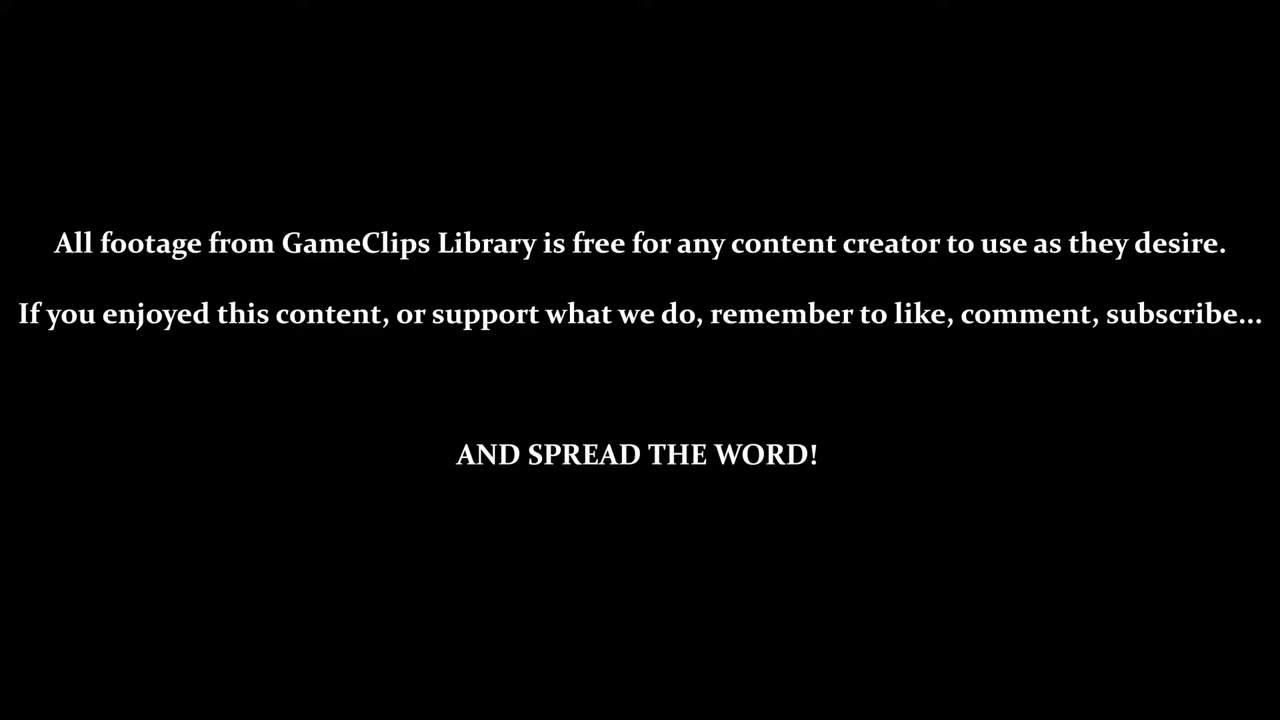 All footage from GameClips Library is free for any content creator to use as they desire.
If you enjoyed this content, or support what we do, remember to like, comment, subscribe...
AND SPREAD THE WORD!